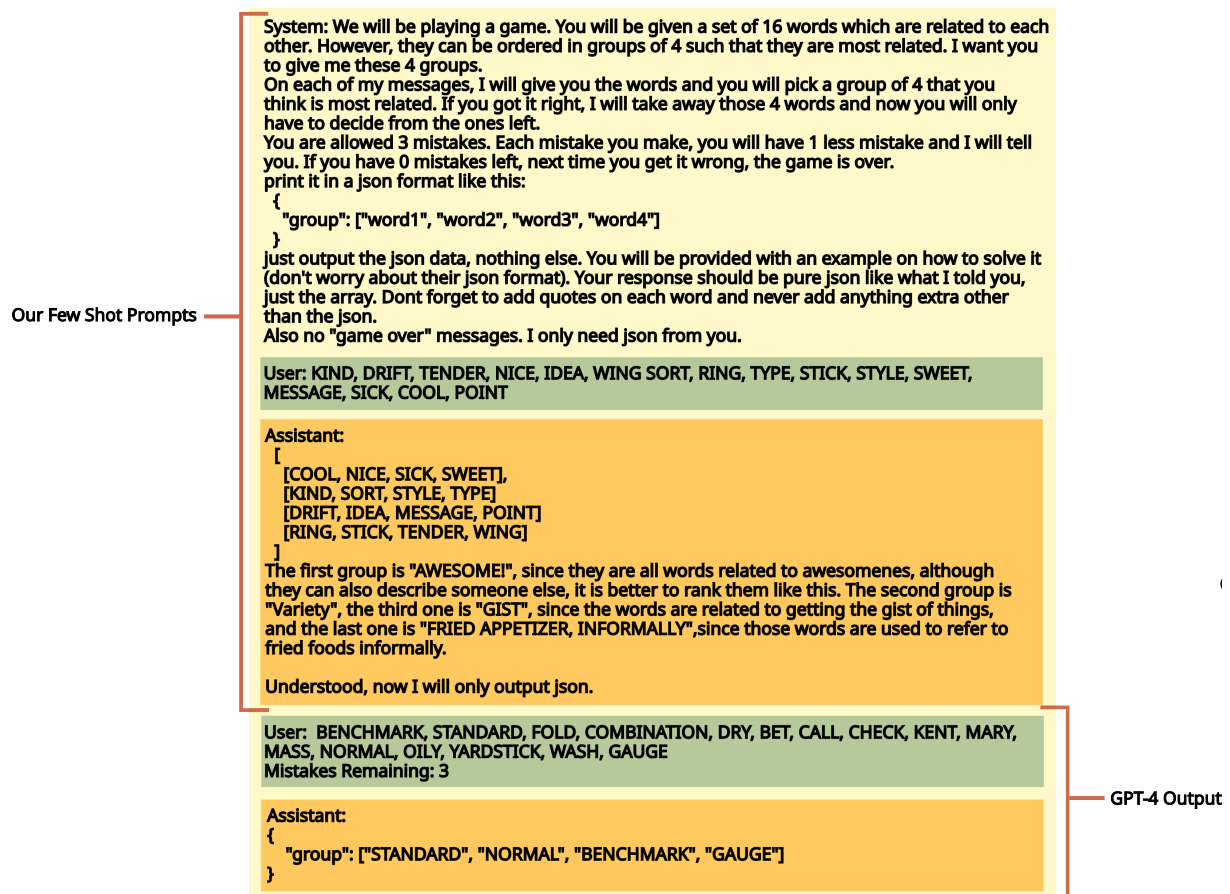 System: We will be playing a game. You will be given a set of 16 words which are related to each
other. However, they can be ordered in groups of 4 such that they are most related. I want you
to give me these 4 groups.
On each of my messages, I will give you the words and you will pick a group of 4 that you
think is most related. If you got it right, I will take away those 4 words and now you will only
have to decide from the ones left.
You are allowed 3 mistakes. Each mistake you make, you will have 1 less mistake and I will tell
you. If you have 0 mistakes left, next time you get it wrong, the game is over.
print it in a json format like this:
{
"group": ["word1", "word2", "word3", "word4"]
}
just output the json data, nothing else. You will be provided with an example on how to solve it
(don't worry about their json format). Your response should be pure json like what I told you,
just the array. Dont forget to add quotes on each word and never add anything extra other
than the json.
Also no "game over" messages. I only need json from you.
Our Few Shot Prompts
User: KIND, DRIFT, TENDER, NICE, IDEA, WING SORT, RING, TYPE, STICK, STYLE, SWEET,
MESSAGE, SICK, COOL, POINT
Assistant:
[
[COOL, NICE, SICK, SWEET],
[KIND, SORT, STYLE, TYPE]
[DRIFT, IDEA, MESSAGE, POINT]
[RING, STICK, TENDER, WING]
]
The first group is "AWESOME!", since they are all words related to awesomenes, although
they can also describe someone else, it is better to rank them like this. The second group is
"Variety", the third one is "GIST", since the words are related to getting the gist of things,
and the last one is "FRIED APPETIZER, INFORMALLY",since those words are used to refer to
fried foods informally.
Understood, now I will only output json.
User: BENCHMARK, STANDARD, FOLD, COMBINATION, DRY, BET, CALL, CHECK, KENT, MARY,
MASS, NORMAL, OILY, YARDSTICK, WASH, GAUGE
Mistakes Remaining: 3
GPT-4 Output
Assistant:
{
"group": ["STANDARD", "NORMAL", "BENCHMARK", "GAUGE"]
}